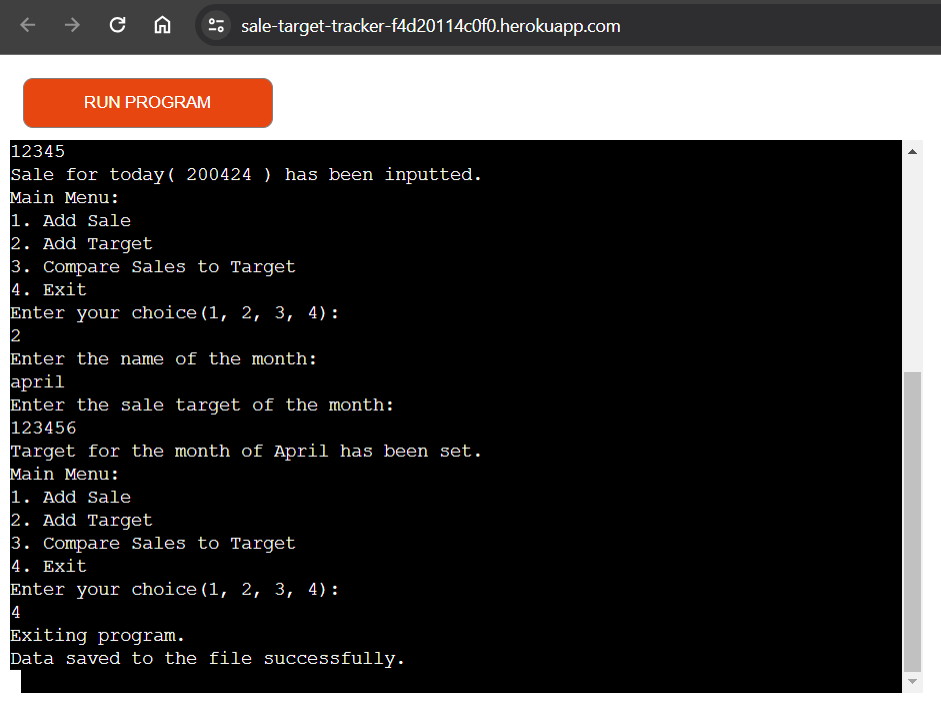 sale-target-tracker-f4d20114c0f0.herokuapp.com
RUN PROGRAM
12345
Sale for today( 200424 ) has been inputted.
Main Menu:
1. Add Sale
2. Add Target
3. Compare Sales to Target
4. Exit
Enter your choice(1, 2, 3, 4):
2
Enter the name of the month:
april
Enter the sale target of the month:
123456
Target for the month of April has been set.
Main Menu:
1. Add Sale
2. Add Target
3. Compare Sales to Target
4. Exit
Enter your choice(1, 2, 3, 4):
4
Exiting program.
Data saved to the file successfully.